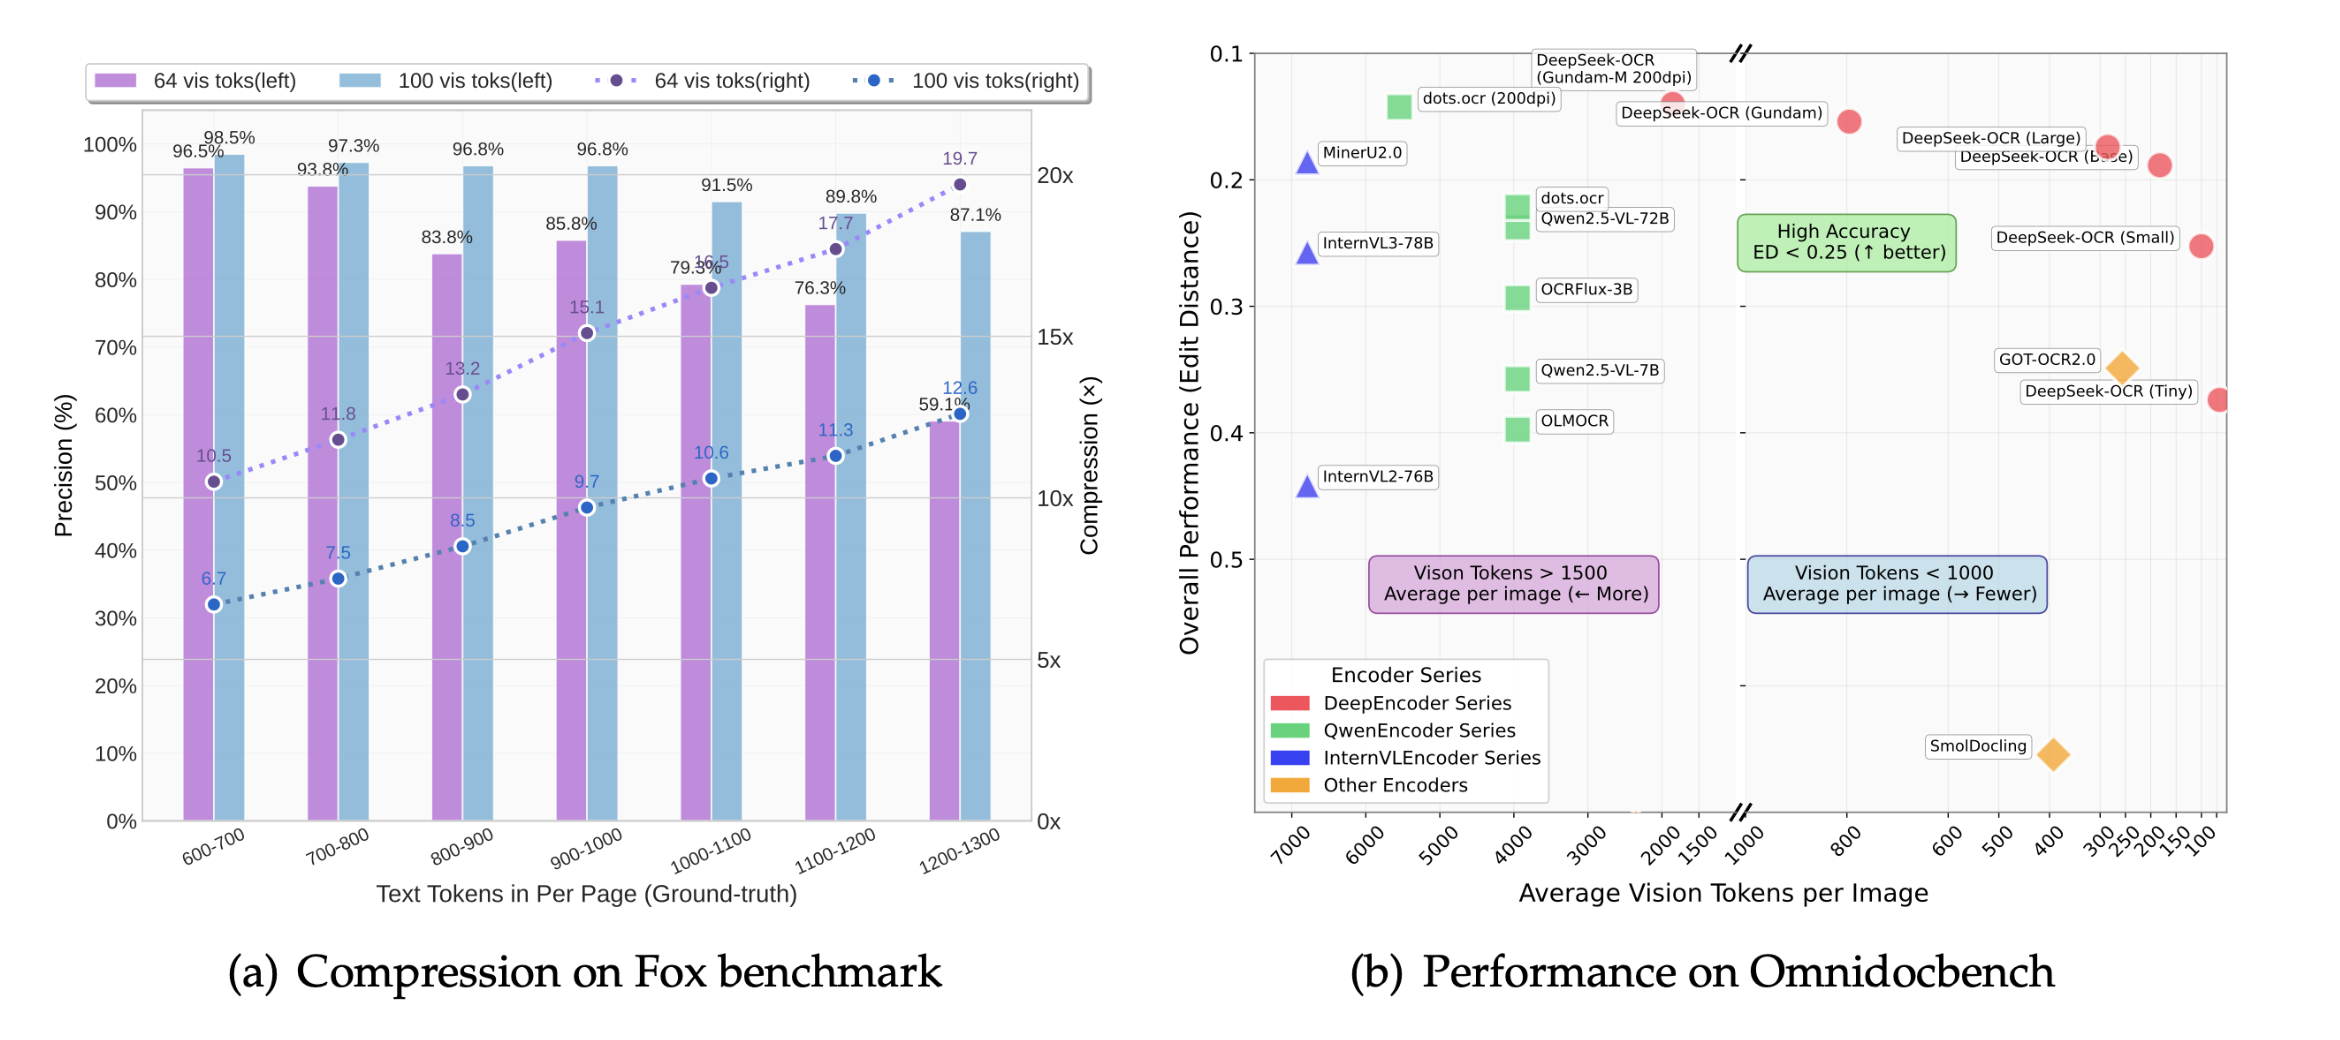 64 vis toks(left) 100 vis toks(left) 64 vis toks(right) 100 vis toks(right)
Precision (%)
100%
90%
80%
70%
60%
50%
40%
30%
20%
10%
0%
96.5% 98.5%
93.8% 97.3%
83.8% 96.8%
85.8% 96.8%
79.3% 91.5%
76.3% 89.8%
59.1% 87.1%
10.5 11.8 13.2 15.1 16.5 17.7 19.7
6.7 7.5 8.5 9.7 10.6 11.3 12.6
20x
15x
10x
5x
0x
Compression (×)
600-700 700-800 800-900 900-1000 1000-1100 1100-1200 1200-1300
Text Tokens in Per Page (Ground-truth)
(a) Compression on Fox benchmark
Overall Performance (Edit Distance)
0.1
0.2
0.3
0.4
0.5
DeepSeek-OCR
(Gundam-M 200dpi)
dots.ocr (200dpi)
DeepSeek-OCR (Gundam)
MinerU2.0
DeepSeek-OCR (Large)
DeepSeek-OCR (Base)
dots.ocr
Qwen2.5-VL-72B
InternVL3-78B
High Accuracy
ED < 0.25 (↑ better)
DeepSeek-OCR (Small)
OCRFlux-3B
GOT-OCR2.0
Qwen2.5-VL-7B
DeepSeek-OCR (Tiny)
OLMOCR
InternVL2-76B
Vison Tokens > 1500
Average per image (← More)
Vision Tokens < 1000
Average per image (→ Fewer)
SmolDocling
Encoder Series
DeepEncoder Series
QwenEncoder Series
InternVLEncoder Series
Other Encoders
7000 6000 5000 4000 3000 2000 1500 1000 800 600 500 400 300 250 200 150 100
Average Vision Tokens per Image
(b) Performance on Omnidocbench